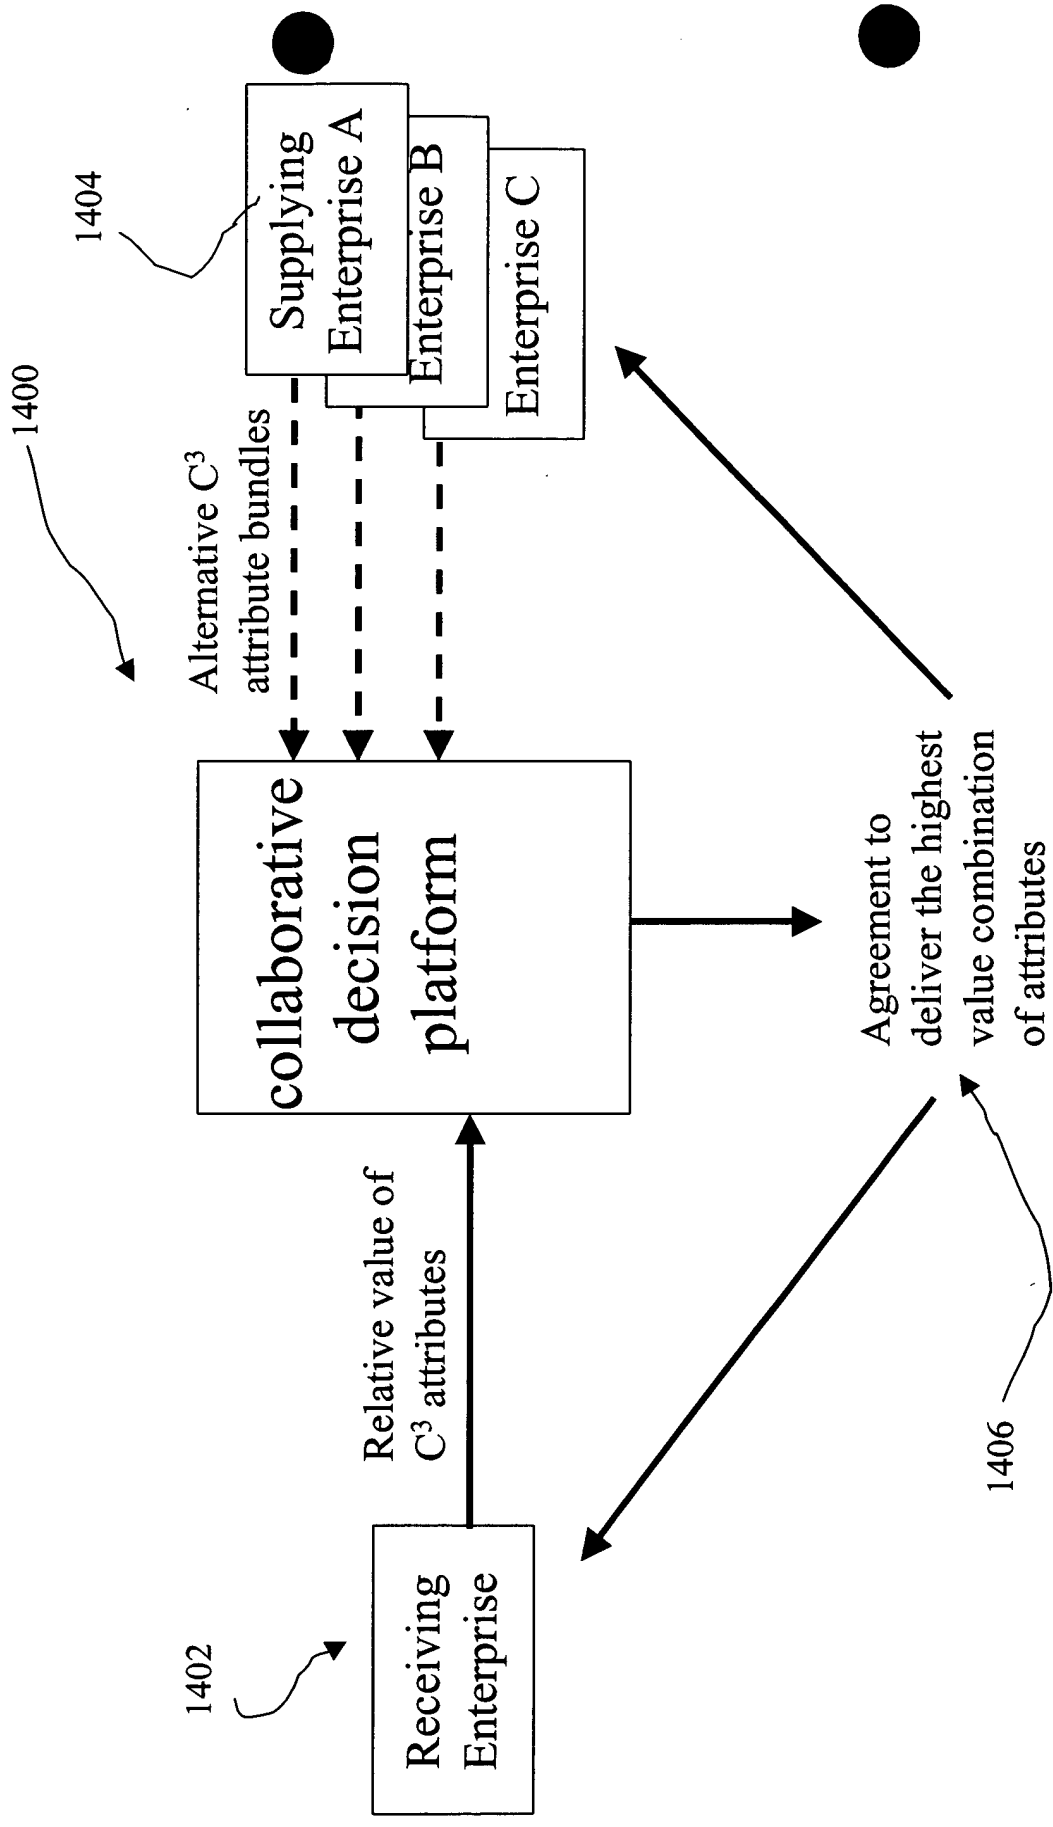 1400
1404
1402
Alternative C³
attribute bundles
Supplying
Enterprise A
Enterprise B
Enterprise C
collaborative
decision
platform
Relative value of
C³ attributes
Receiving
Enterprise
Agreement to
deliver the highest
value combination
of attributes
1406